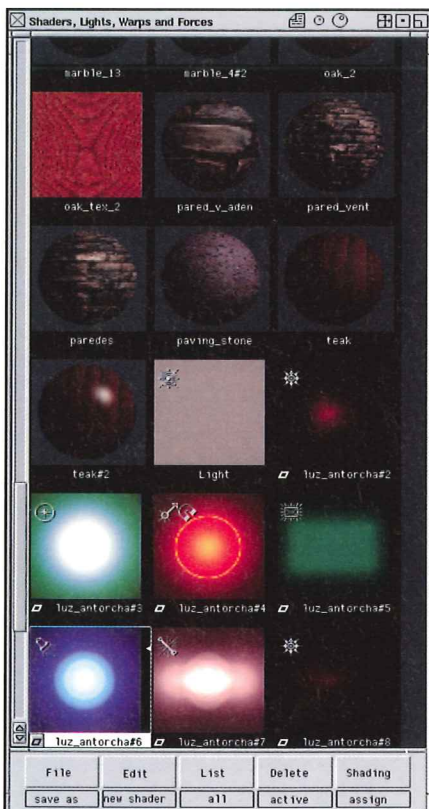 Shaders, Lights, Warps and Forces
marble_13 marble_4#2 oak_2
oak_tex_2 pared_v_aden pared_vent
paredes paving_stone teak
teak#2 Light luz_antorcha#2
luz_antorcha#3 luz_antorcha#4 luz_antorcha#5
luz_antorcha#6 luz_antorcha#7 luz_antorcha#8
File Edit List Delete Shading
save as new shader all active assign